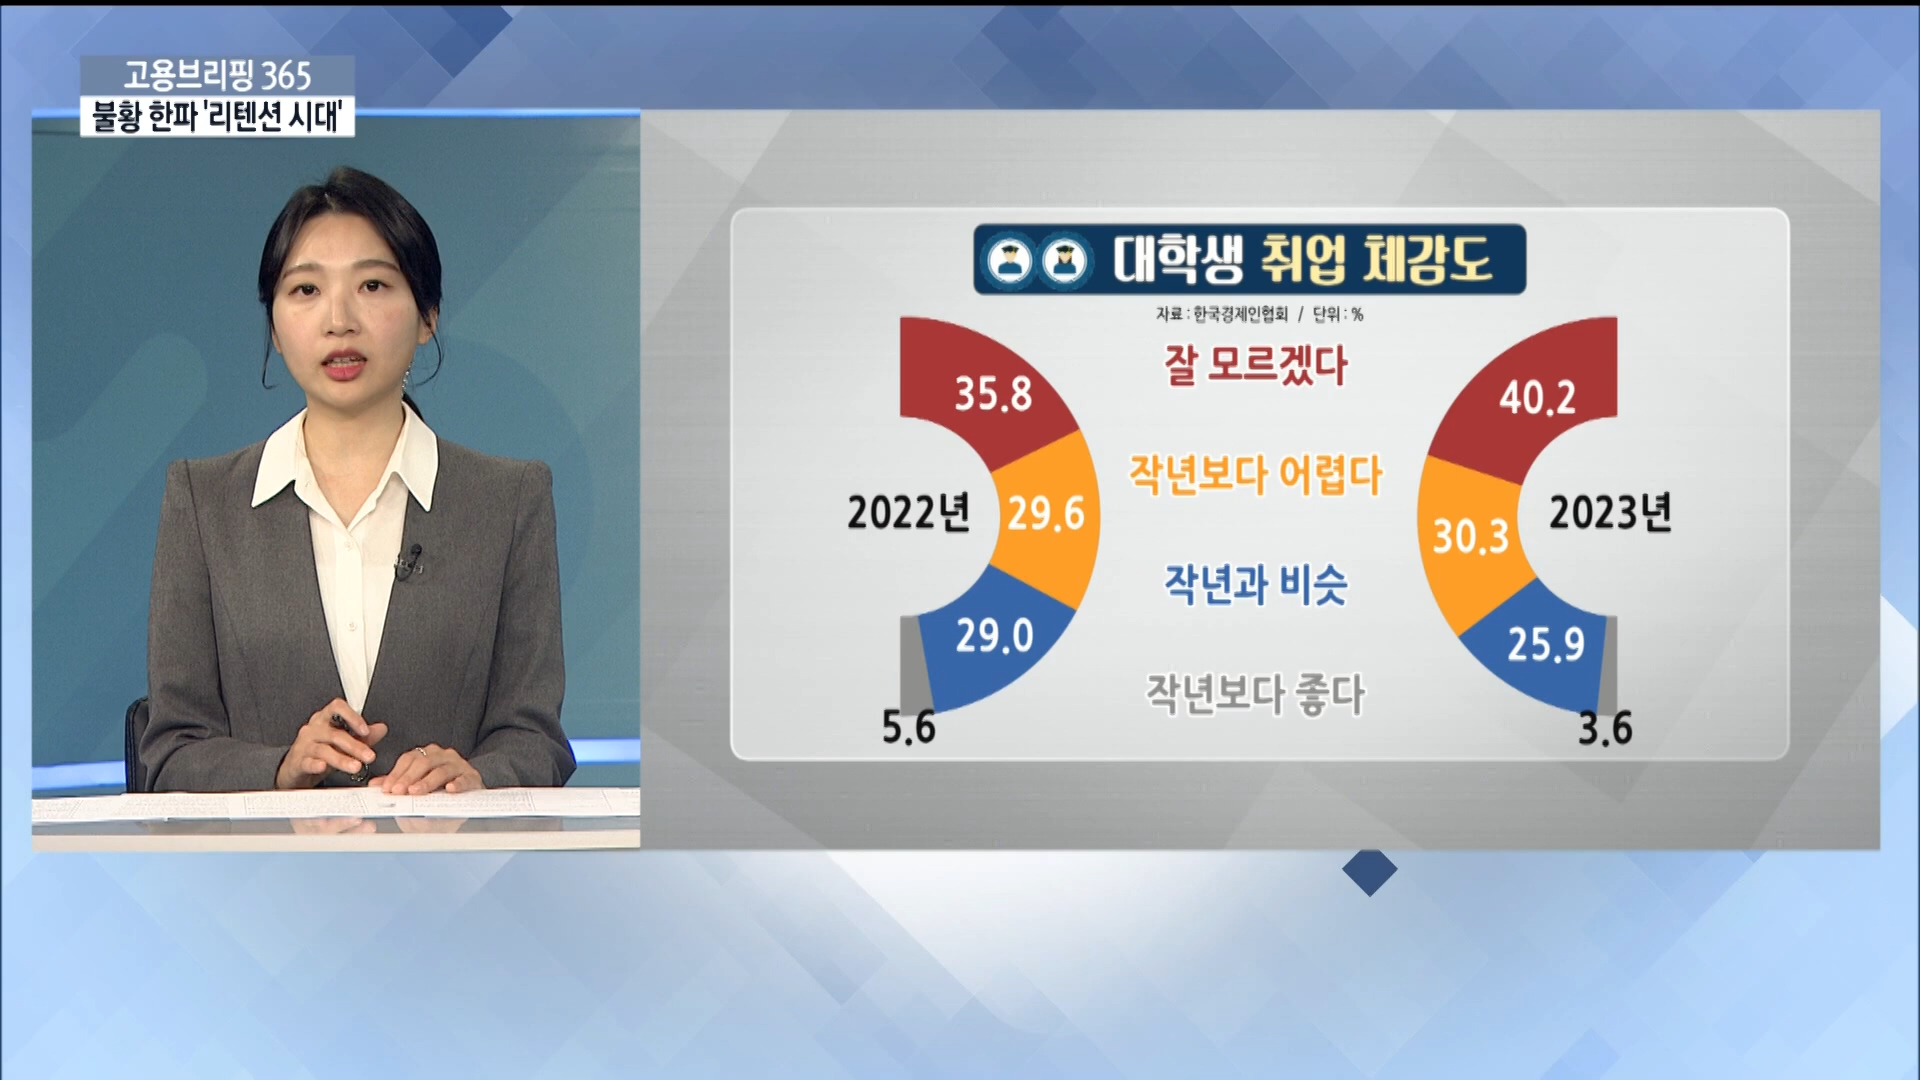 고용브리핑 365
불황 한파 '리텐션 시대'
대학생 취업 체감도
자료 : 한국경제인협회 / 단위 : %
잘 모르겠다
35.8
40.2
작년보다 어렵다
2022년
29.6
30.3
2023년
작년과 비슷
29.0
25.9
작년보다 좋다
5.6
3.6